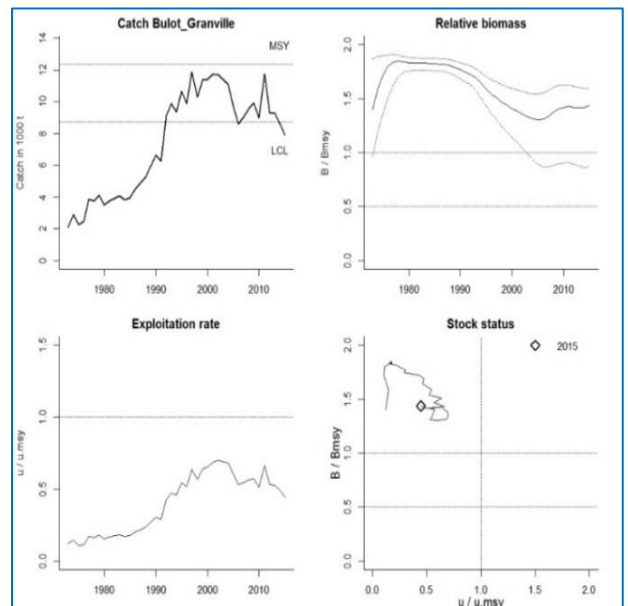 Catch Bulot_Granville
Catch in 1000 t
0 2 4 6 8 10 12 14
MSY
LCL
1980 1990 2000 2010
Relative biomass
B / Bmsy
0.0 0.5 1.0 1.5 2.0
1980 1990 2000 2010
Exploitation rate
u / u.msy
0.0 0.5 1.0 1.5
1980 1990 2000 2010
Stock status
B / Bmsy
0.0 0.5 1.0 1.5 2.0
2015
0.0 0.5 1.0 1.5 2.0
u / u.msy